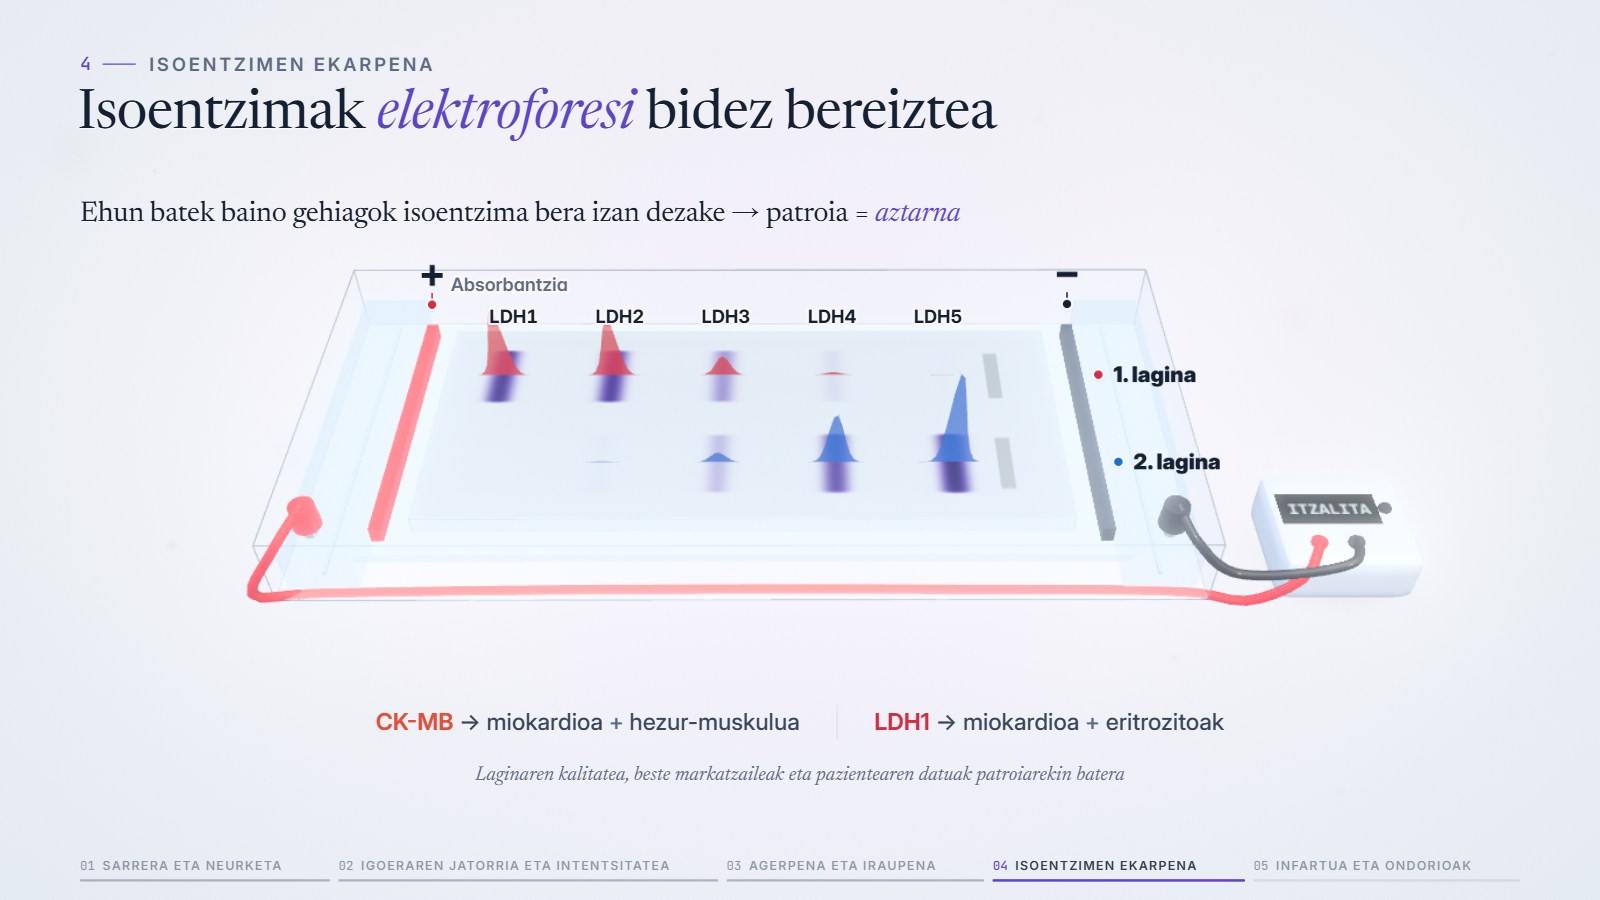 4 — ISOENTZIMEN EKARPENA
Isoentzimak elektroforesi bidez bereiztea
Ehun batek baino gehiagok isoentzima bera izan dezake → patroia = aztarna
+ −
Absorbantzia
LDH1 LDH2 LDH3 LDH4 LDH5
1. lagina
2. lagina
ITZALITA
CK-MB → miokardioa + hezur-muskulua
LDH1 → miokardioa + eritrozitoak
Laginaren kalitatea, beste markatzaileak eta pazientearen datuak patroiarekin batera
01 SARRERA ETA NEURKETA
02 IGOERAREN JATORRIA ETA INTENTSITATEA
03 AGERPENA ETA IRAUPENA
04 ISOENTZIMEN EKARPENA
05 INFARTUA ETA ONDORIOAK